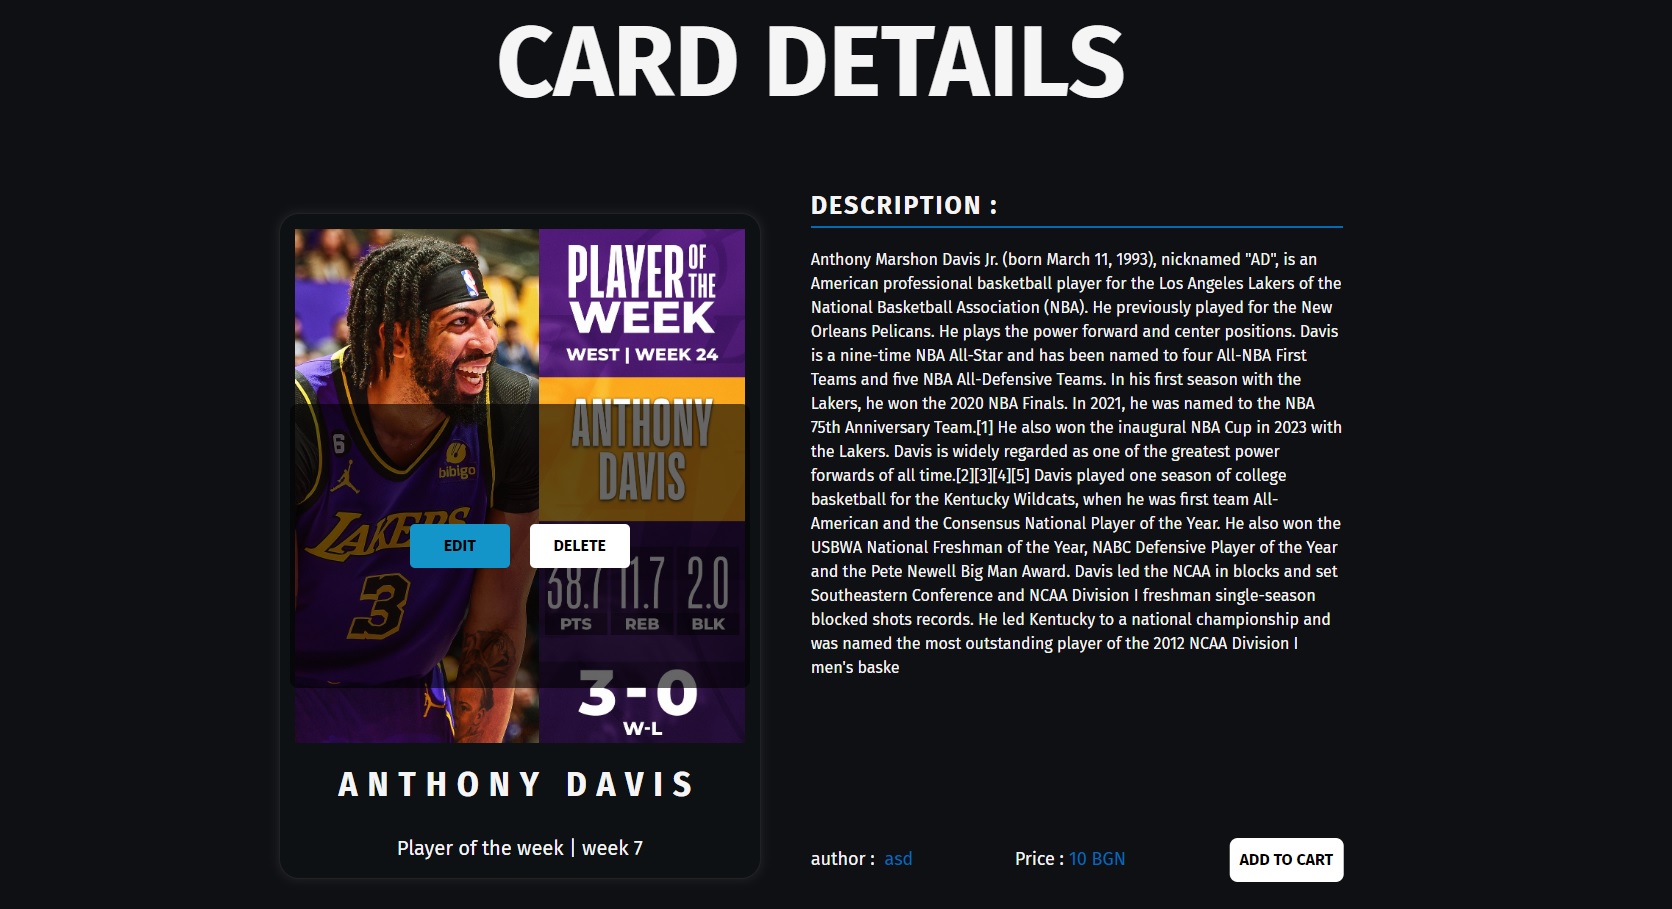 CARD DETAILS
PLAYER OF THE
WEEK
WEST | WEEK 24
ANTHONY
DAVIS
6
bibigo
LAKERS
3
EDIT
DELETE
38.7 11.7 2.0
PTS REB BLK
3-0
W-L
ANTHONY DAVIS
Player of the week | week 7
DESCRIPTION :
Anthony Marshon Davis Jr. (born March 11, 1993), nicknamed "AD", is an
American professional basketball player for the Los Angeles Lakers of the
National Basketball Association (NBA). He previously played for the New
Orleans Pelicans. He plays the power forward and center positions. Davis
is a nine-time NBA All-Star and has been named to four All-NBA First
Teams and five NBA All-Defensive Teams. In his first season with the
Lakers, he won the 2020 NBA Finals. In 2021, he was named to the NBA
75th Anniversary Team.[1] He also won the inaugural NBA Cup in 2023 with
the Lakers. Davis is widely regarded as one of the greatest power
forwards of all time.[2][3][4][5] Davis played one season of college
basketball for the Kentucky Wildcats, when he was first team All-
American and the Consensus National Player of the Year. He also won the
USBWA National Freshman of the Year, NABC Defensive Player of the Year
and the Pete Newell Big Man Award. Davis led the NCAA in blocks and set
Southeastern Conference and NCAA Division I freshman single-season
blocked shots records. He led Kentucky to a national championship and
was named the most outstanding player of the 2012 NCAA Division I
men's baske
author : asd
Price : 10 BGN
ADD TO CART